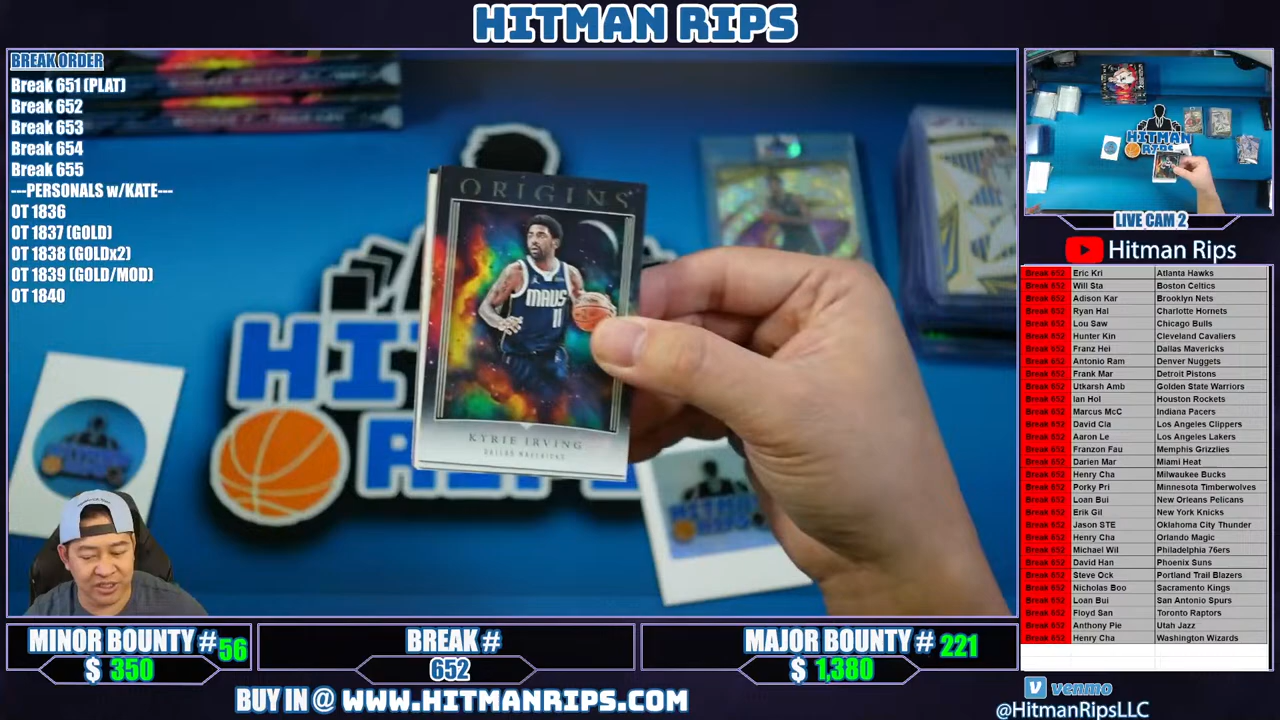 HITMAN RIPS
BREAK ORDER
Break 651 (PLAT)
Break 652
Break 653
Break 654
Break 655
---PERSONALS w/KATE---
OT 1836
OT 1837 (GOLD)
OT 1838 (GOLDx2)
OT 1839 (GOLD/MOD)
OT 1840
ORIGINS
MAVS
11
KYRIE IRVING
DALLAS MAVERICKS
HITMAN
LIVE CAM 2
Hitman Rips
Break 652 Eric Kri Atlanta Hawks
Break 652 Will Sta Boston Celtics
Break 652 Adison Kar Brooklyn Nets
Break 652 Ryan Hal Charlotte Hornets
Break 652 Lou Saw Chicago Bulls
Break 652 Hunter Kin Cleveland Cavaliers
Break 652 Franz Hei Dallas Mavericks
Break 652 Antonio Ram Denver Nuggets
Break 652 Frank Mar Detroit Pistons
Break 652 Utkarsh Amb Golden State Warriors
Break 652 Ian Hol Houston Rockets
Break 652 Marcus McC Indiana Pacers
Break 652 David Cla Los Angeles Clippers
Break 652 Aaron Le Los Angeles Lakers
Break 652 Franzon Fau Memphis Grizzlies
Break 652 Darien Mar Miami Heat
Break 652 Henry Cha Milwaukee Bucks
Break 652 Porky Pri Minnesota Timberwolves
Break 652 Loan Bui New Orleans Pelicans
Break 652 Erik Gil New York Knicks
Break 652 Jason STE Oklahoma City Thunder
Break 652 Henry Cha Orlando Magic
Break 652 Michael Wil Philadelphia 76ers
Break 652 David Han Phoenix Suns
Break 652 Steve Ock Portland Trail Blazers
Break 652 Nicholas Boo Sacramento Kings
Break 652 Loan Bui San Antonio Spurs
Break 652 Floyd San Toronto Raptors
Break 652 Anthony Pie Utah Jazz
Break 652 Henry Cha Washington Wizards
MINOR BOUNTY # 56
$ 350
BREAK #
652
MAJOR BOUNTY # 221
$ 1,380
BUY IN @ WWW.HITMANRIPS.COM
venmo
@HitmanRipsLLC